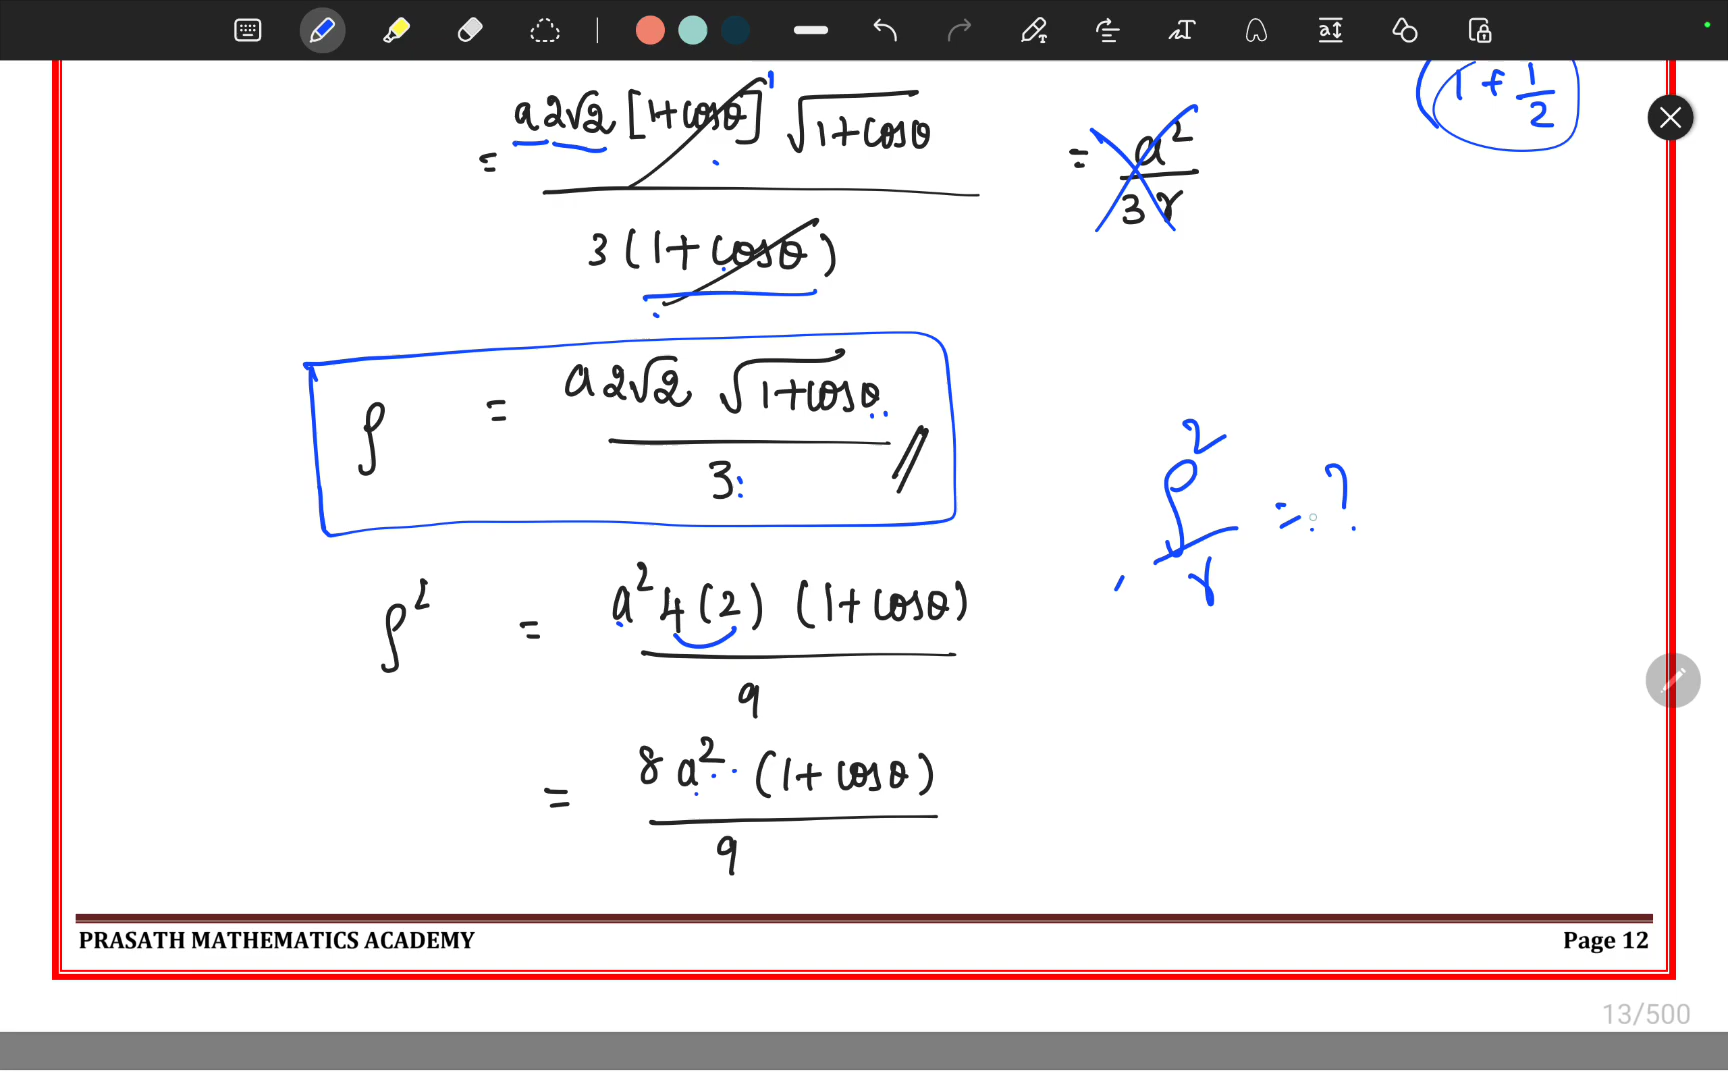 1 + 1/2
= a2√2 [1+cosθ]¹ √(1+cosθ) / 3(1+cosθ)
= a²/3r
ρ = a2√2 √(1+cosθ) / 3 //
ρ²/r = ?
ρ² = a² 4(2) (1+cosθ) / 9
= 8a² (1+cosθ) / 9
PRASATH MATHEMATICS ACADEMY Page 12
13/500